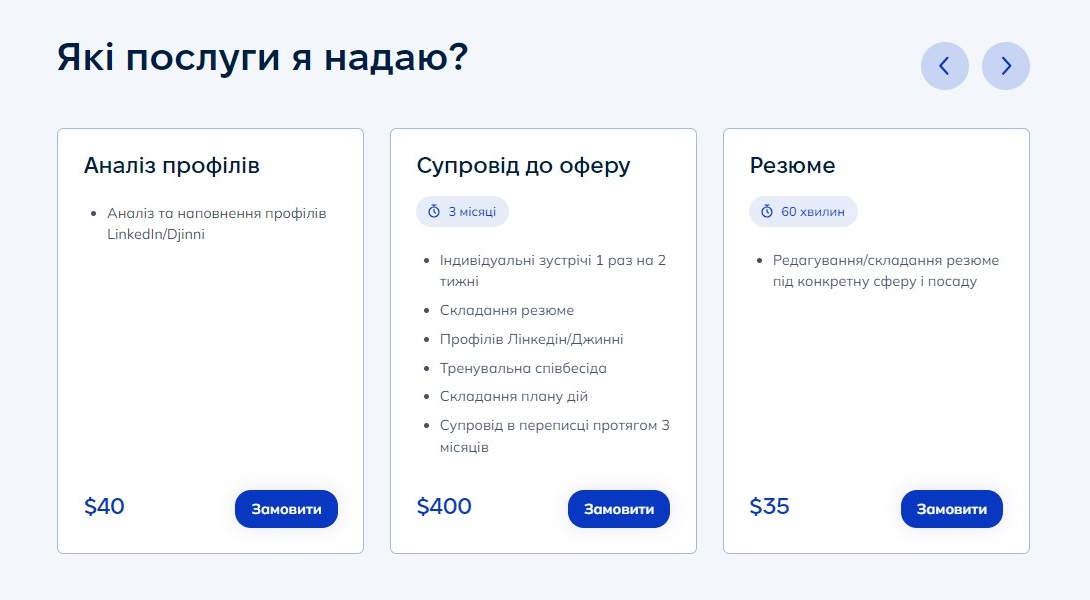 Які послуги я надаю?
Аналіз профілів
Аналіз та наповнення профілів
LinkedIn/Djinni
$40
Замовити
Супровід до оферу
3 місяці
Індивідуальні зустрічі 1 раз на 2
тижні
Складання резюме
Профілів Лінкедін/Джинні
Тренувальна співбесіда
Складання плану дій
Супровід в переписці протягом 3
місяців
$400
Замовити
Резюме
60 хвилин
Редагування/складання резюме
під конкретну сферу і посаду
$35
Замовити